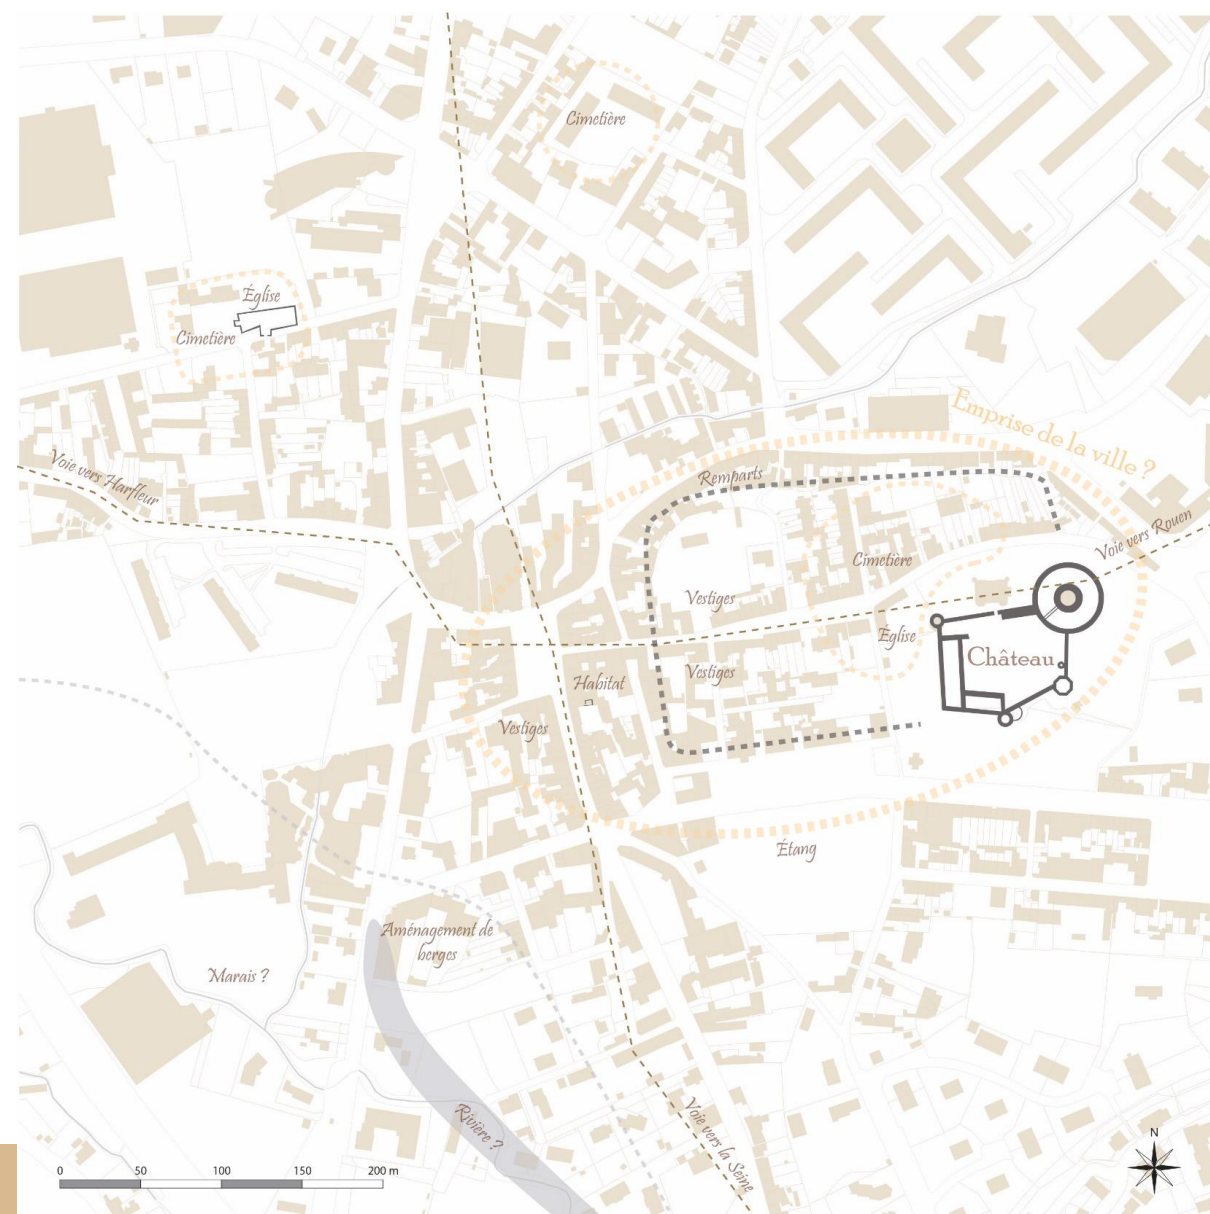 Cimetière
Église
Cimetière
Emprise de la ville ?
Voie vers Harfleur
Remparts
Voie vers Rouen
Cimetière
Vestiges
Église
Château
Vestiges
Habitat
Vestiges
Étang
Aménagement de
berges
Marais ?
Rivière ?
Voie vers la Seine
N
0 50 100 150 200 m